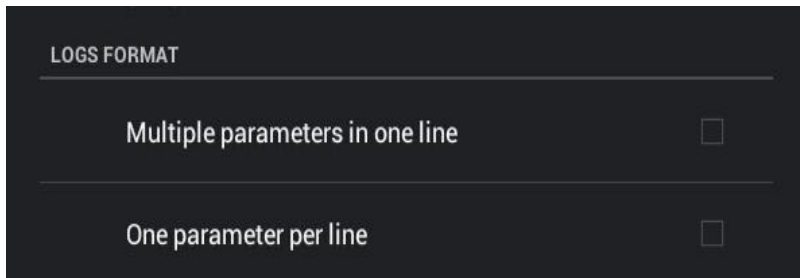 LOGS FORMAT
Multiple parameters in one line
One parameter per line